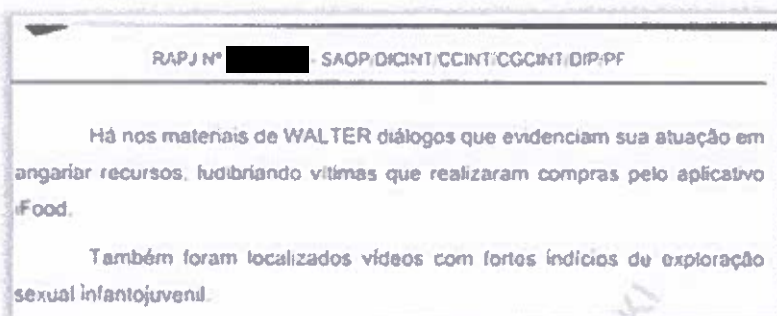 RAPJ Nº - SAOP/DICINT/CCINT/CGCINT/DIP/PF
Há nos materiais de WALTER diálogos que evidenciam sua atuação em
angariar recursos, ludibriando vítimas que realizaram compras pelo aplicativo
iFood.
Também foram localizados vídeos com fortes indícios de exploração
sexual infantojuvenil.